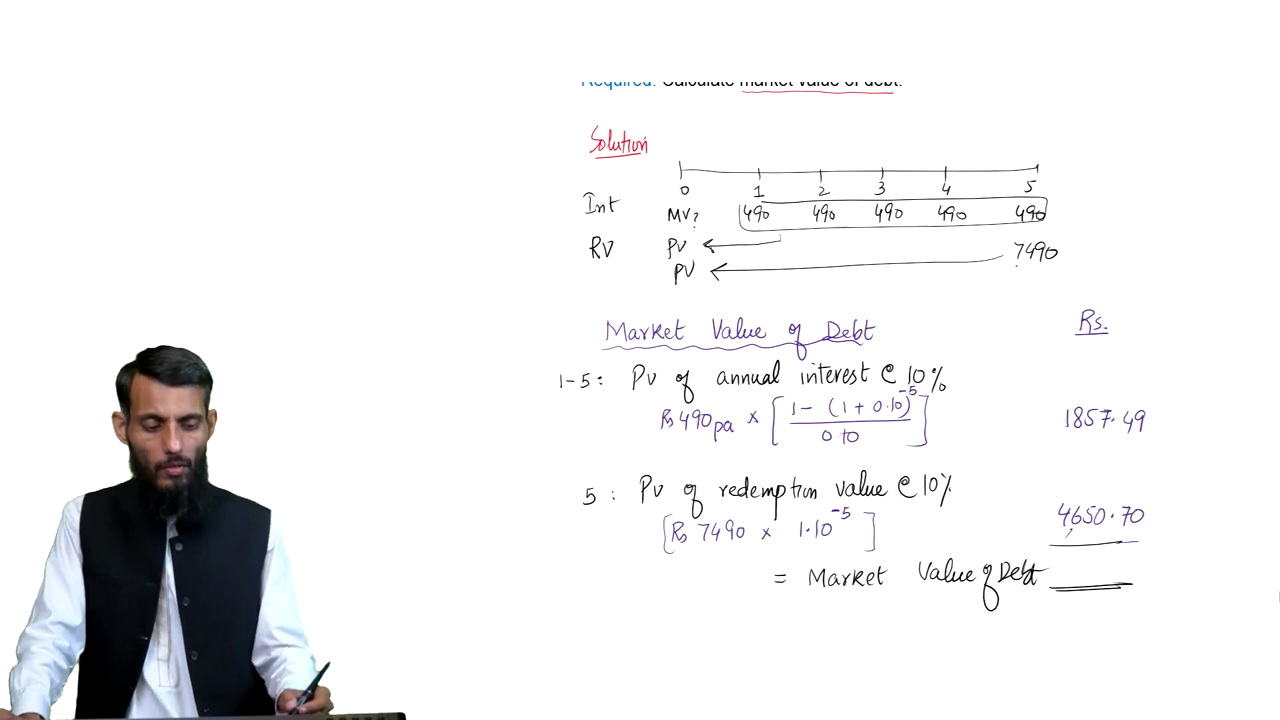 Required: Calculate market value of debt.
Solution
0 1 2 3 4 5
Int MV? 490 490 490 490 490
RV PV 7490
PV
Market Value of Debt Rs.
1-5: PV of annual interest @ 10%
Rs 490 pa × [1 - (1 + 0.10)^-5 / 0.10] 1857.49
5: PV of redemption value @ 10%
[Rs 7490 × 1.10^-5] 4650.70
= Market Value of Debt